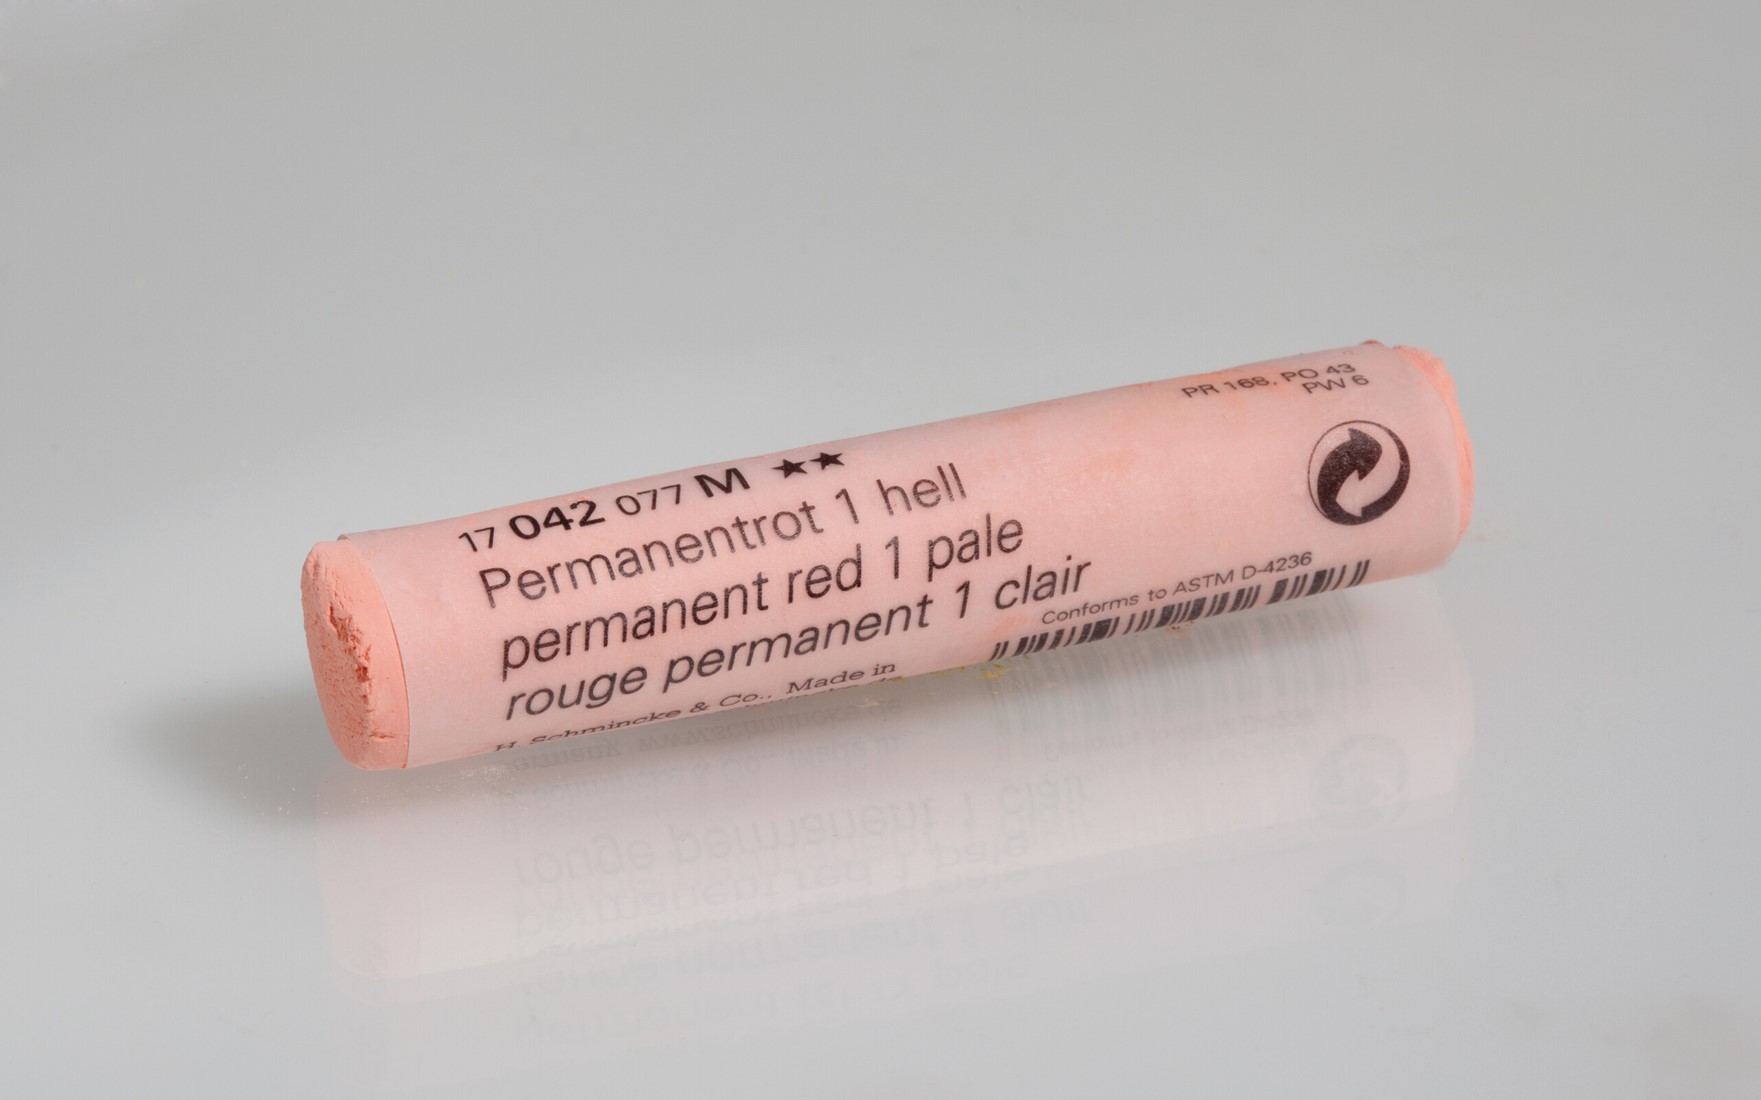 17 042 077 M ★★
Permanentrot 1 hell
permanent red 1 pale
rouge permanent 1 clair
H. Schmincke & Co., Made in
PR 168, PO 43
PW 6
Conforms to ASTM D-4236